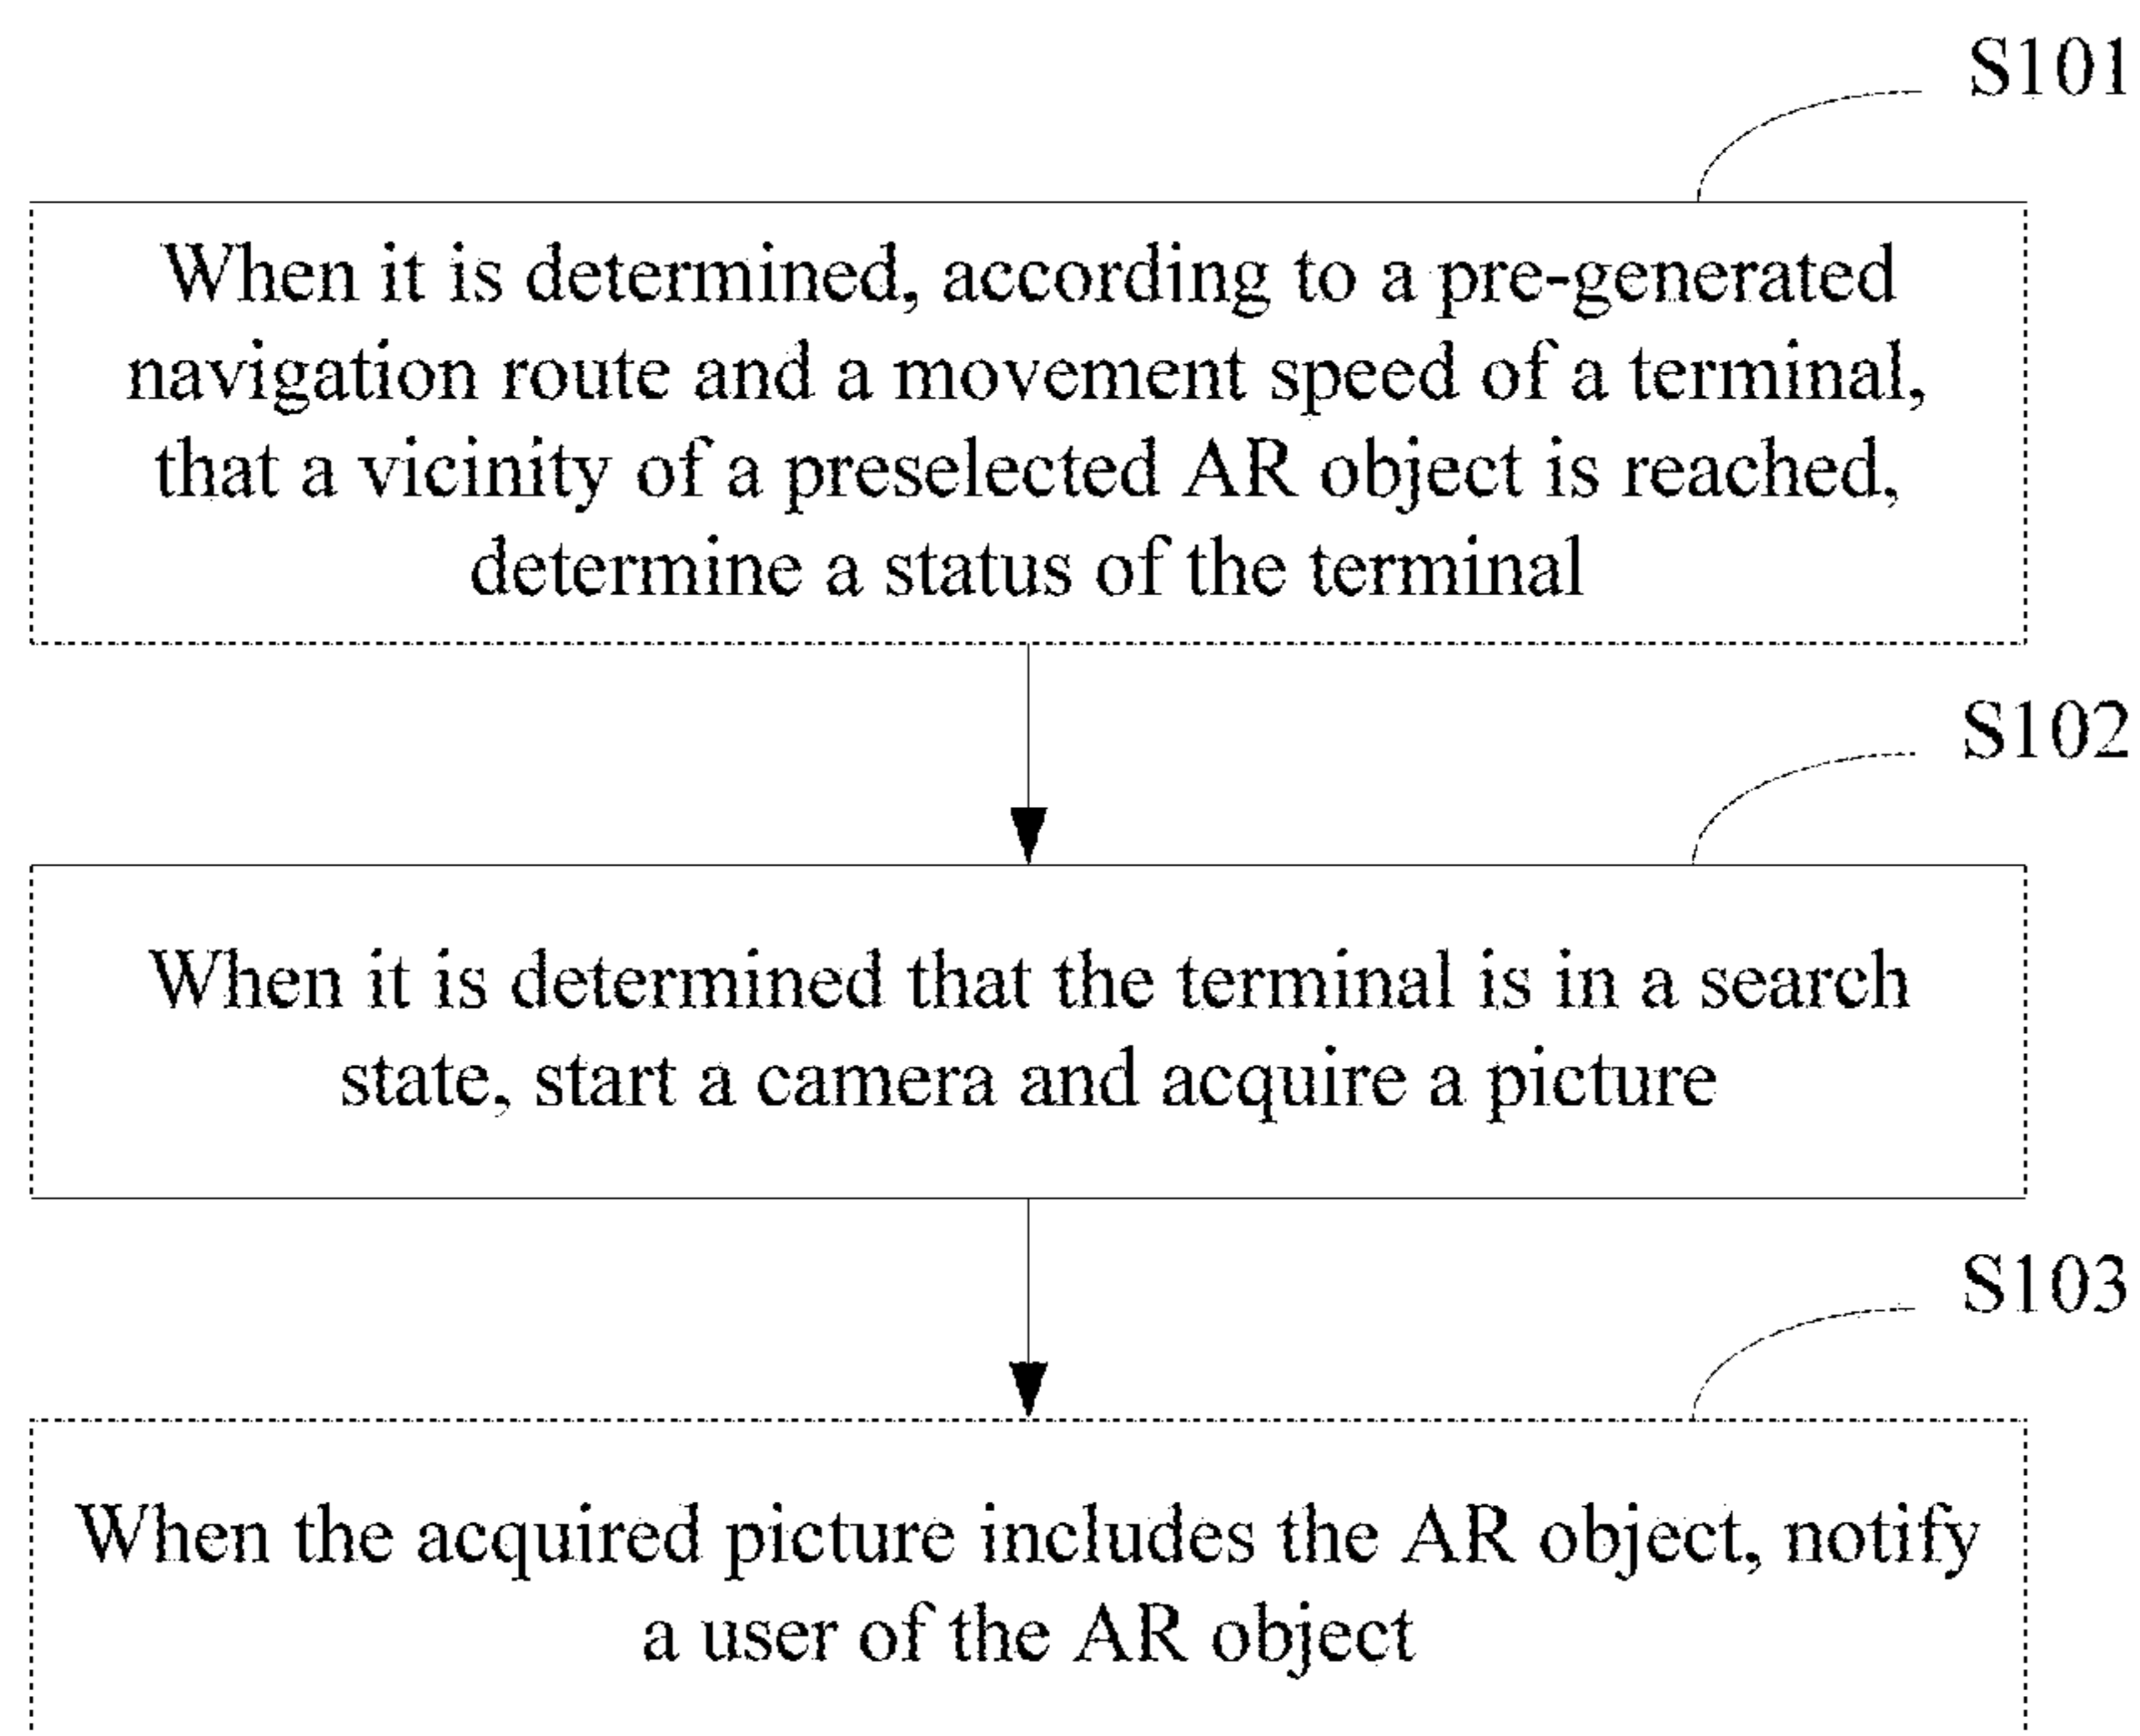 S101
When it is determined, according to a pre-generated
navigation route and a movement speed of a terminal,
that a vicinity of a preselected AR object is reached,
determine a status of the terminal
S102
When it is determined that the terminal is in a search
state, start a camera and acquire a picture
S103
When the acquired picture includes the AR object, notify
a user of the AR object